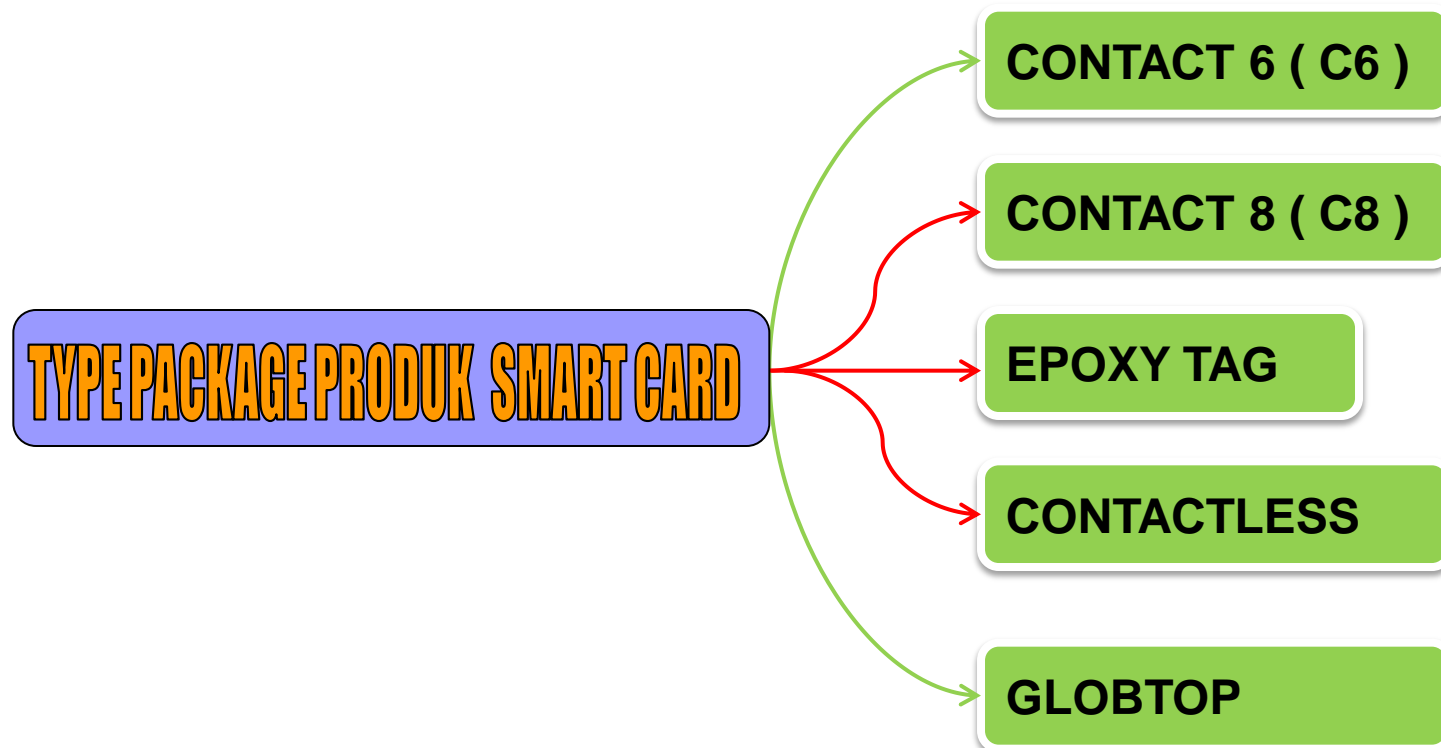 CONTACT 6 ( C6 )
CONTACT 8 ( C8 )
TYPE PACKAGE PRODUK SMART CARD
EPOXY TAG
CONTACTLESS
GLOBTOP